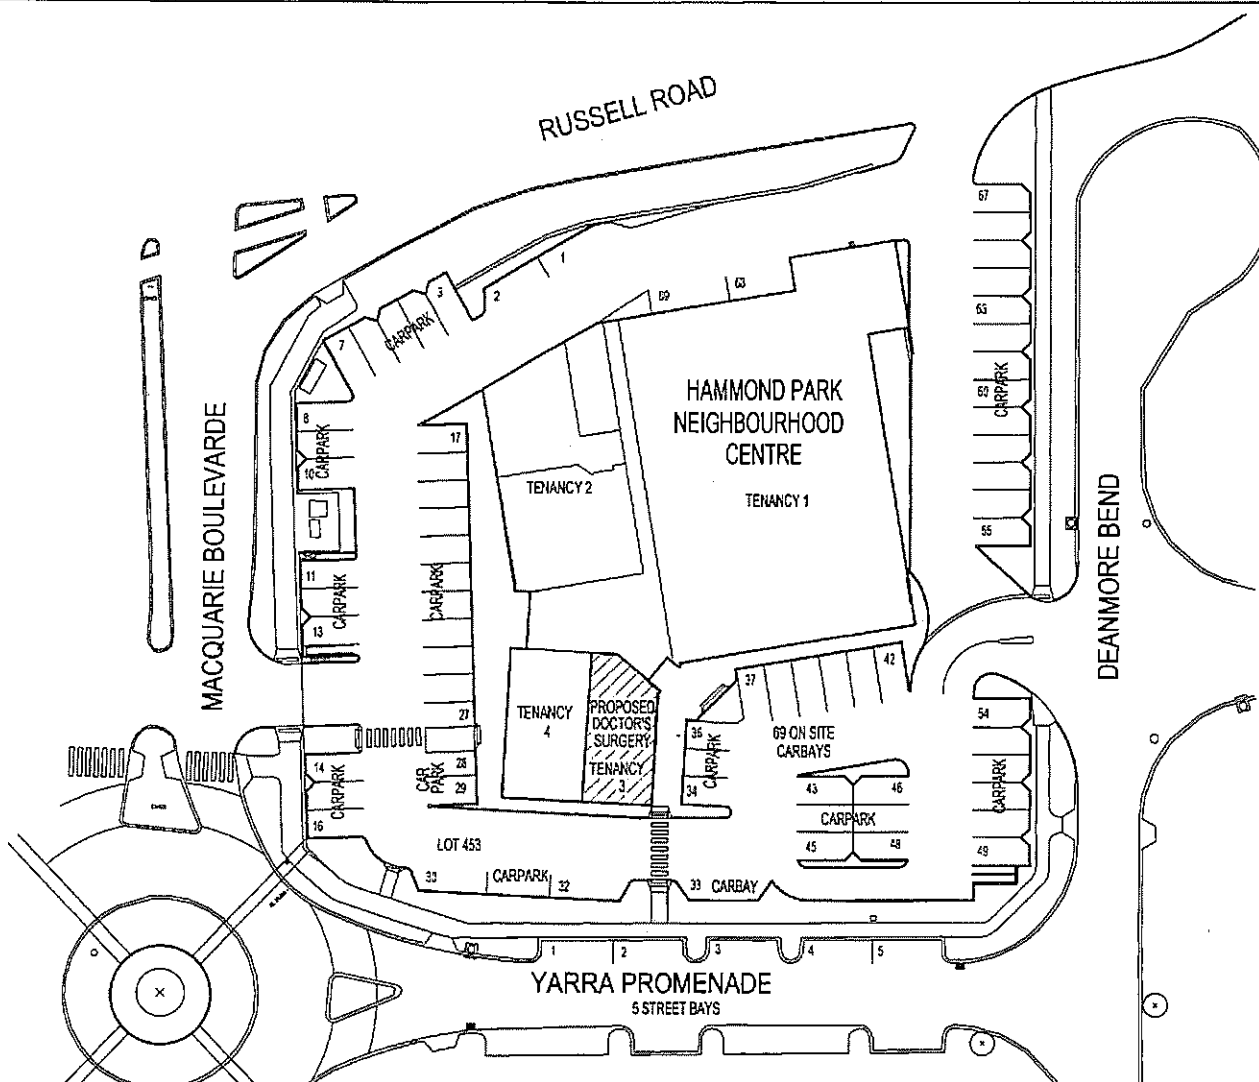 RUSSELL ROAD
67
1
3
2
69
68
65
7
CARPARK
HAMMOND PARK
NEIGHBOURHOOD
CENTRE
60
CARPARK
8
CARPARK
10
17
TENANCY 2
TENANCY 1
MACQUARIE BOULEVARDE
55
DEANMORE BEND
11
CARPARK
13
CARPARK
42
37
TENANCY
4
PROPOSED
DOCTOR'S
SURGERY
TENANCY
3
27
36
CARPARK
34
69 ON SITE
CARBAYS
54
CARPARK
49
14
CARPARK
16
CAR
PARK
28
29
43
46
CARPARK
45
48
LOT 453
CARPARK
32
33
CARBAY
1
2
3
4
5
YARRA PROMENADE
5 STREET BAYS